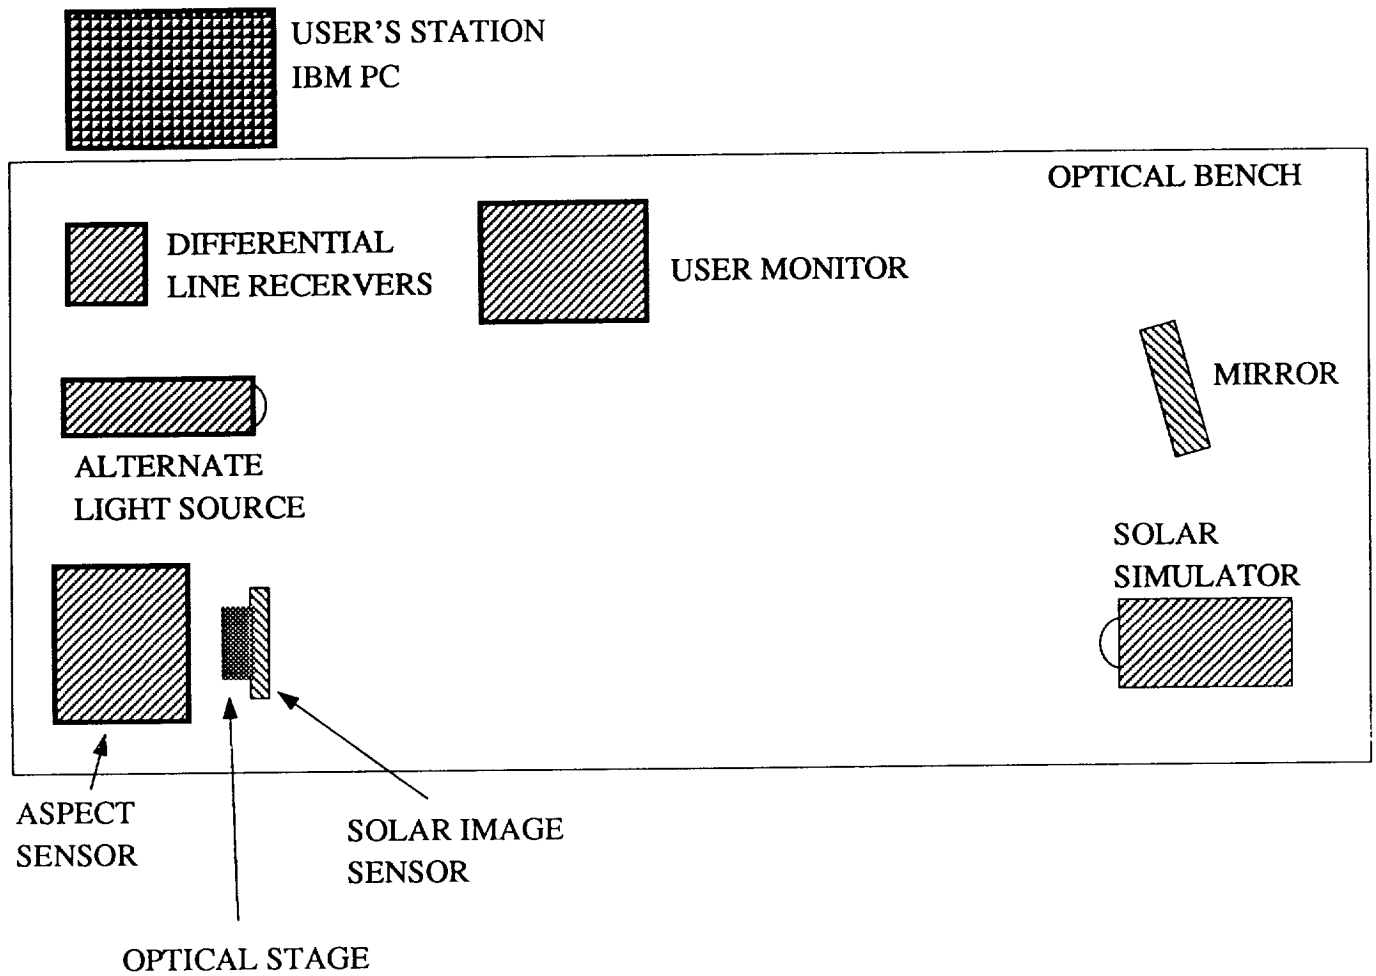 USER'S STATION
IBM PC
OPTICAL BENCH
DIFFERENTIAL
LINE RECERVERS
USER MONITOR
MIRROR
ALTERNATE
LIGHT SOURCE
SOLAR
SIMULATOR
ASPECT
SENSOR
SOLAR IMAGE
SENSOR
OPTICAL STAGE